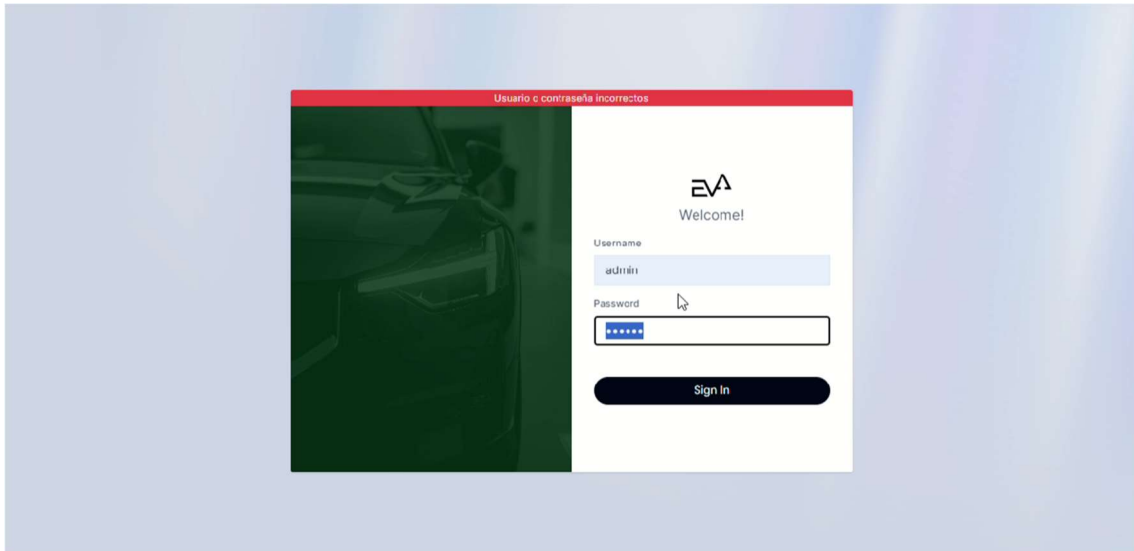 Usuario o contraseña incorrectos
EVA
Welcome!
Username
admin
Password
Sign In